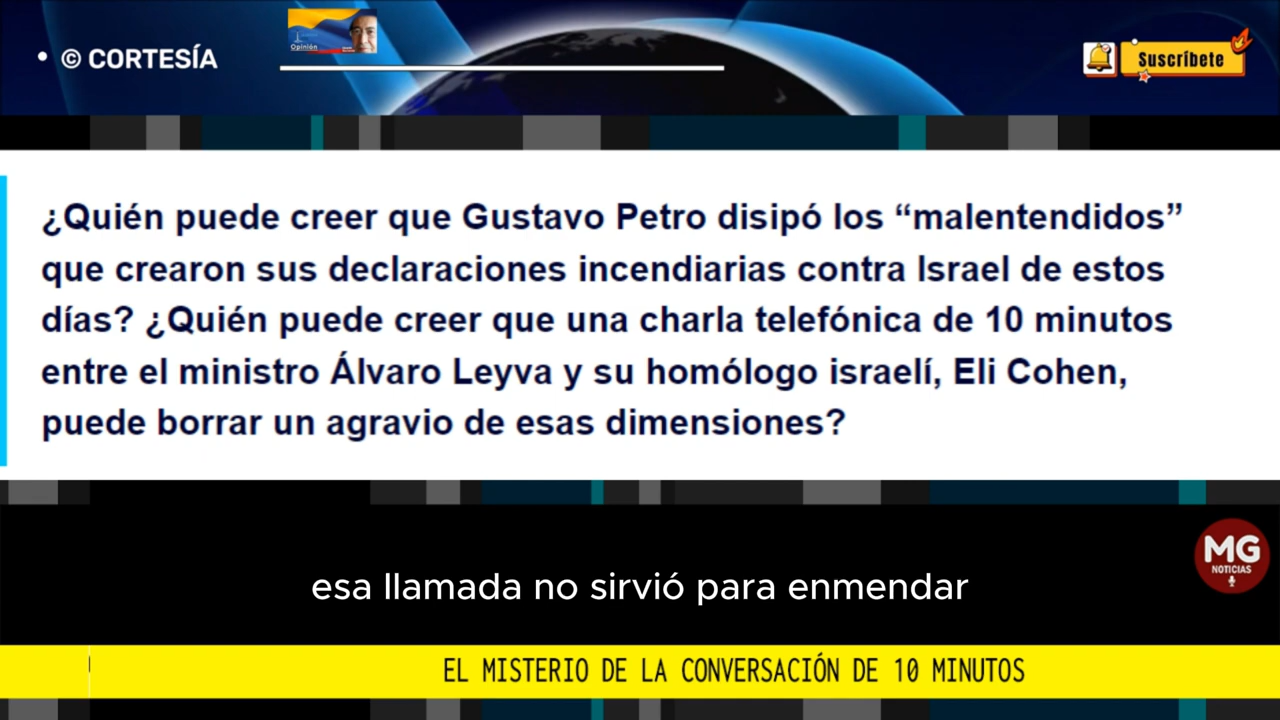 • © CORTESÍA
Opinión
Suscríbete
¿Quién puede creer que Gustavo Petro disipó los “malentendidos”
que crearon sus declaraciones incendiarias contra Israel de estos
días? ¿Quién puede creer que una charla telefónica de 10 minutos
entre el ministro Álvaro Leyva y su homólogo israelí, Eli Cohen,
puede borrar un agravio de esas dimensiones?
MG
NOTICIAS
esa llamada no sirvió para enmendar
EL MISTERIO DE LA CONVERSACIÓN DE 10 MINUTOS